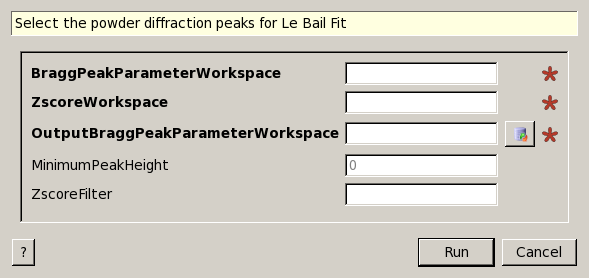 Select the powder diffraction peaks for Le Bail Fit
BraggPeakParameterWorkspace
ZscoreWorkspace
OutputBraggPeakParameterWorkspace
MinimumPeakHeight 0
ZscoreFilter
? Run Cancel